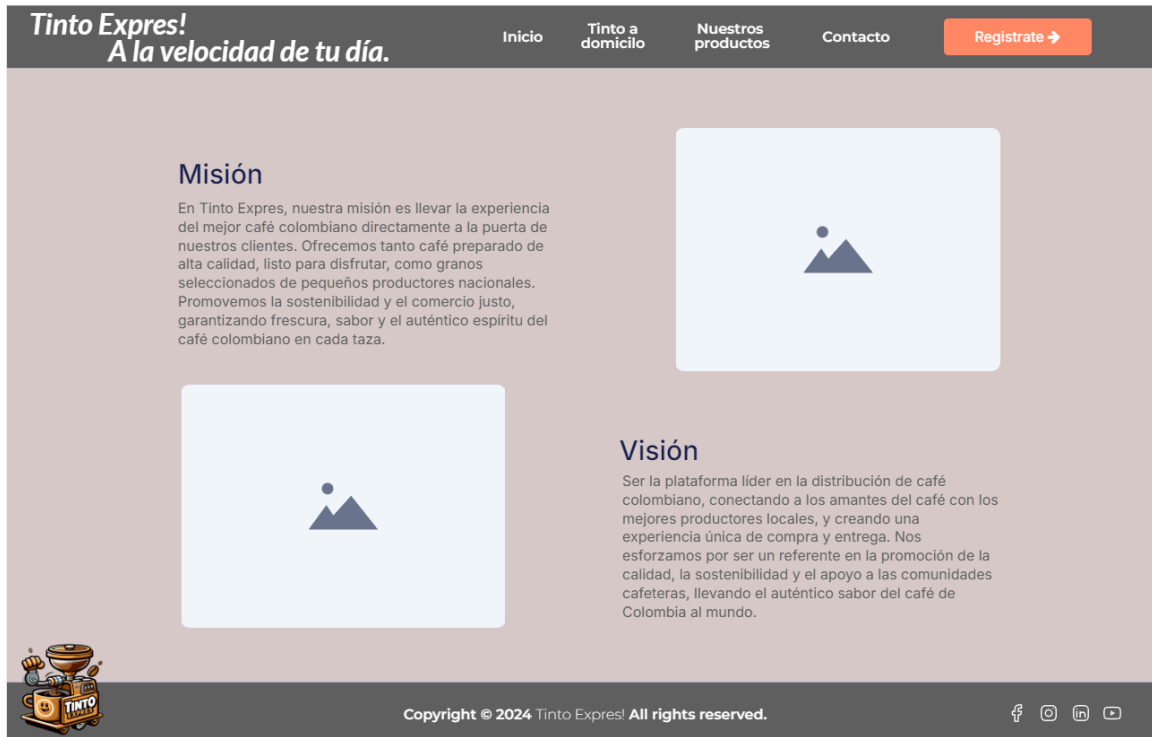 Tinto Expres!
A la velocidad de tu día.
Inicio
Tinto a
domicilo
Nuestros
productos
Contacto
Registrate →
Misión
En Tinto Expres, nuestra misión es llevar la experiencia
del mejor café colombiano directamente a la puerta de
nuestros clientes. Ofrecemos tanto café preparado de
alta calidad, listo para disfrutar, como granos
seleccionados de pequeños productores nacionales.
Promovemos la sostenibilidad y el comercio justo,
garantizando frescura, sabor y el auténtico espíritu del
café colombiano en cada taza.
Visión
Ser la plataforma líder en la distribución de café
colombiano, conectando a los amantes del café con los
mejores productores locales, y creando una
experiencia única de compra y entrega. Nos
esforzamos por ser un referente en la promoción de la
calidad, la sostenibilidad y el apoyo a las comunidades
cafeteras, llevando el auténtico sabor del café de
Colombia al mundo.
TINTO
EXPRES
Copyright © 2024 Tinto Expres! All rights reserved.